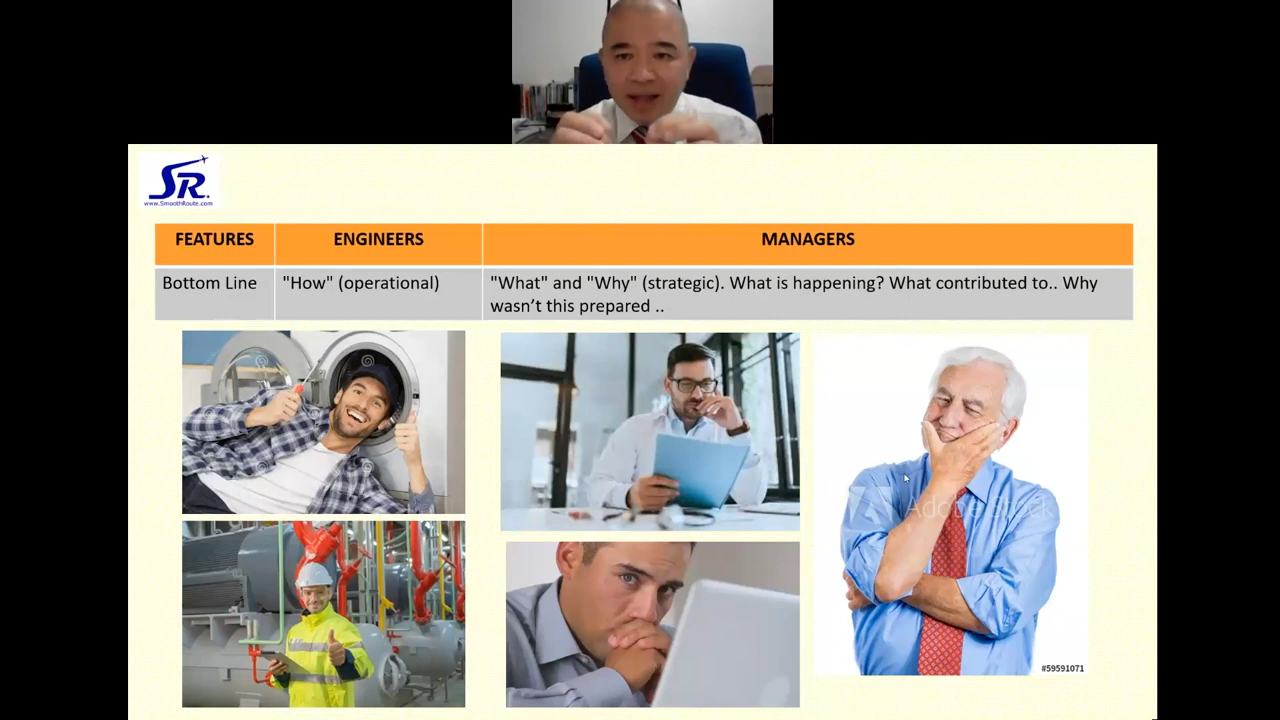 SR.
www.SmoothRoute.com
FEATURES ENGINEERS MANAGERS
Bottom Line "How" (operational) "What" and "Why" (strategic). What is happening? What contributed to.. Why
wasn’t this prepared ..
Adobe Stock
#59591071